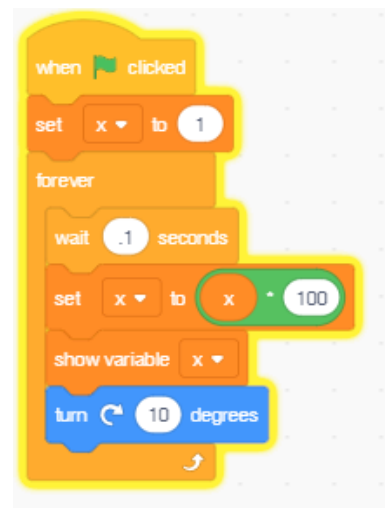 when clicked
set x to 1
forever
wait .1 seconds
set x to x * 100
show variable x
turn 10 degrees